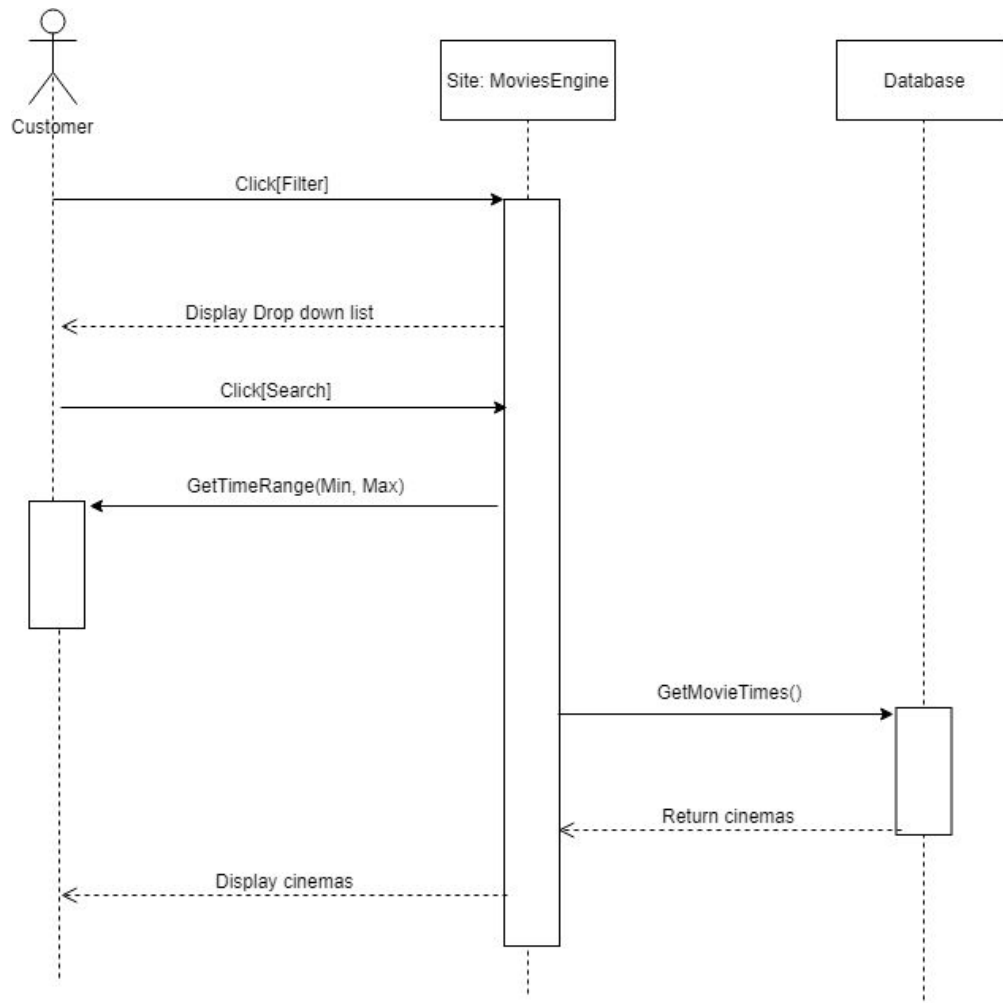 Site: MoviesEngine
Database
Customer
Click[Filter]
Display Drop down list
Click[Search]
GetTimeRange(Min, Max)
GetMovieTimes()
Return cinemas
Display cinemas